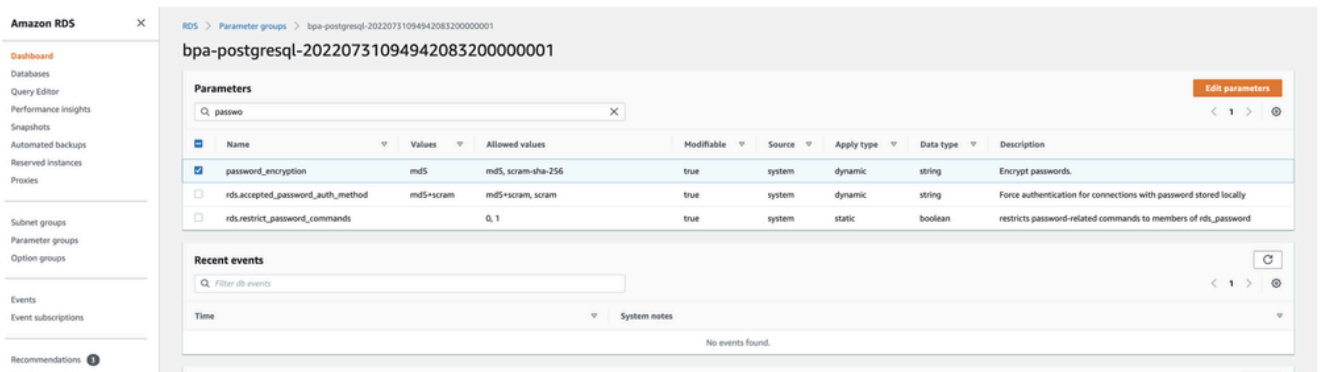 Amazon RDS
Dashboard
Databases
Query Editor
Performance insights
Snapshots
Automated backups
Reserved instances
Proxies
Subnet groups
Parameter groups
Option groups
Events
Event subscriptions
Recommendations 3
RDS > Parameter groups > bpa-postgresql-20220731094942083200000001
bpa-postgresql-20220731094942083200000001
Parameters
Edit parameters
passwo
1
Name Values Allowed values Modifiable Source Apply type Data type Description
password_encryption md5 md5, scram-sha-256 true system dynamic string Encrypt passwords.
rds.accepted_password_auth_method md5+scram md5+scram, scram true system dynamic string Force authentication for connections with password stored locally
rds.restrict_password_commands 0, 1 true system static boolean restricts password-related commands to members of rds_password
Recent events
Filter db events
1
Time System notes
No events found.